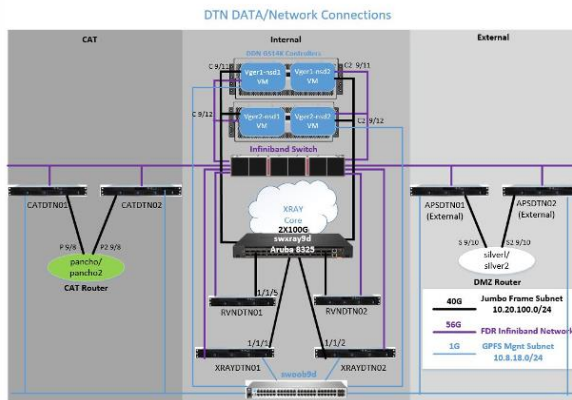 DTN DATA/Network Connections
CAT
Internal
External
DDN GS14K Controllers
C 9/11
C2 9/11
Vger1-nsd1
VM
Vger1-nsd2
VM
C 9/12
C2 9/12
Vger2-nsd1
VM
Vger2-nsd2
VM
Infiniband Switch
CATDTN01
CATDTN02
P 9/8
P2 9/8
pancho/
pancho2
CAT Router
XRAY
Core
2X100G
swxray9d
Aruba 8325
1/1/5
RVNDTN01
RVNDTN02
1/1/1
1/1/2
XRAYDTN01
XRAYDTN02
swoob9d
APSDTN01
(External)
APSDTN02
(External)
S 9/10
S2 9/10
silver1/
silver2
DMZ Router
40G Jumbo Frame Subnet
10.20.100.0/24
56G FDR Infiniband Network
1G GPFS Mgnt Subnet
10.8.18.0/24